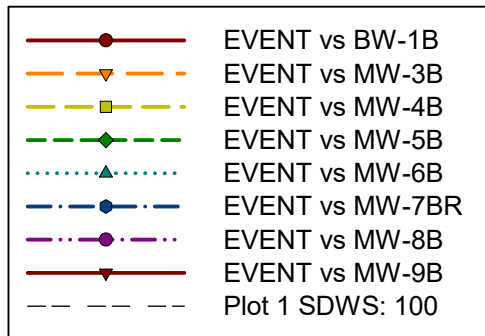 EVENT vs BW-1B
EVENT vs MW-3B
EVENT vs MW-4B
EVENT vs MW-5B
EVENT vs MW-6B
EVENT vs MW-7BR
EVENT vs MW-8B
EVENT vs MW-9B
Plot 1 SDWS: 100